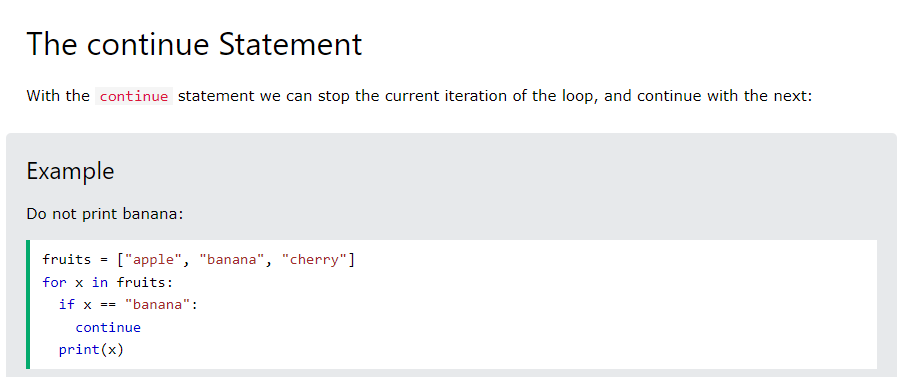 The continue Statement
With the continue statement we can stop the current iteration of the loop, and continue with the next:
Example
Do not print banana:
fruits = ["apple", "banana", "cherry"]
for x in fruits:
  if x == "banana":
    continue
  print(x)